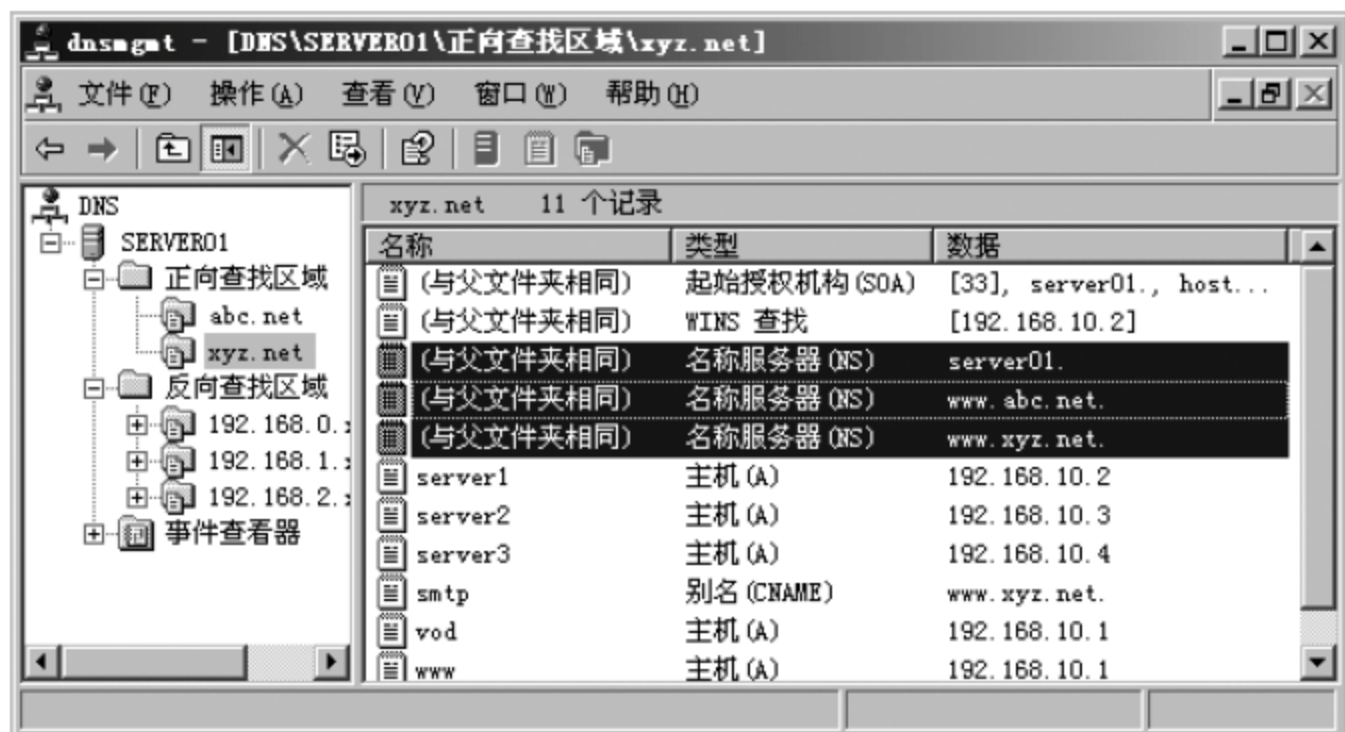 dnsmgmt - [DNS\SERVER01\正向查找区域\xyz.net]
文件(F) 操作(A) 查看(V) 窗口(W) 帮助(H)
DNS
SERVER01
正向查找区域
abc.net
xyz.net
反向查找区域
192.168.0.x
192.168.1.x
192.168.2.x
事件查看器
xyz.net 11 个记录
名称 类型 数据
(与父文件夹相同) 起始授权机构(SOA) [33], server01., host...
(与父文件夹相同) WINS 查找 [192.168.10.2]
(与父文件夹相同) 名称服务器(NS) server01.
(与父文件夹相同) 名称服务器(NS) www.abc.net.
(与父文件夹相同) 名称服务器(NS) www.xyz.net.
server1 主机(A) 192.168.10.2
server2 主机(A) 192.168.10.3
server3 主机(A) 192.168.10.4
smtp 别名(CNAME) www.xyz.net.
vod 主机(A) 192.168.10.1
www 主机(A) 192.168.10.1